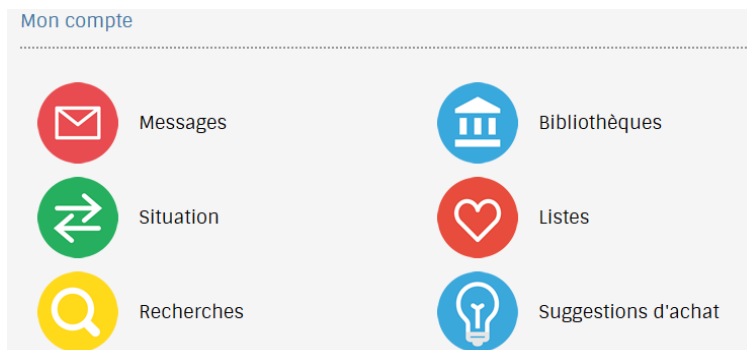 Mon compte
Messages
Bibliothèques
Situation
Listes
Recherches
Suggestions d'achat